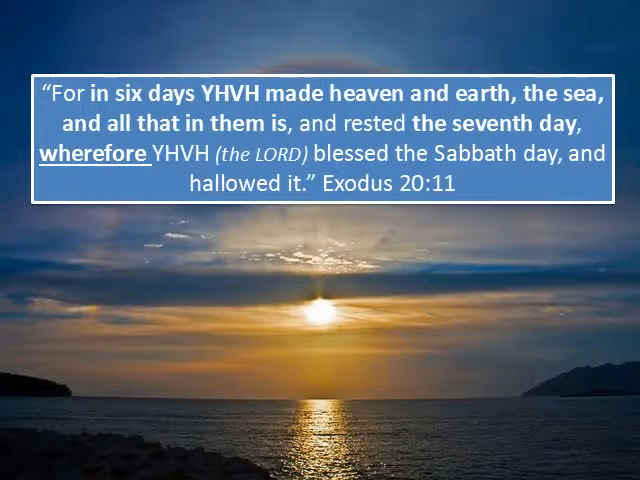 “For in six days YHVH made heaven and earth, the sea,
and all that in them is, and rested the seventh day,
wherefore YHVH (the LORD) blessed the Sabbath day, and
hallowed it.” Exodus 20:11